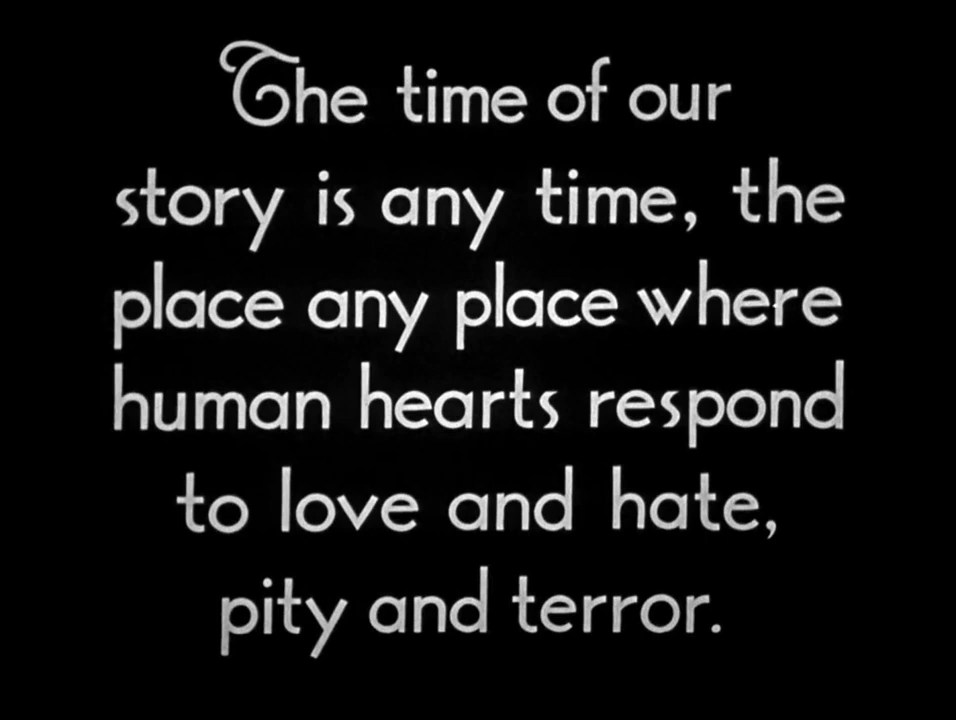 The time of our
story is any time, the
place any place where
human hearts respond
to love and hate,
pity and terror.